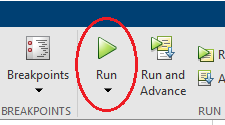 Breakpoints
Run
Run and
Advance
R
A
BREAKPOINTS
RUN